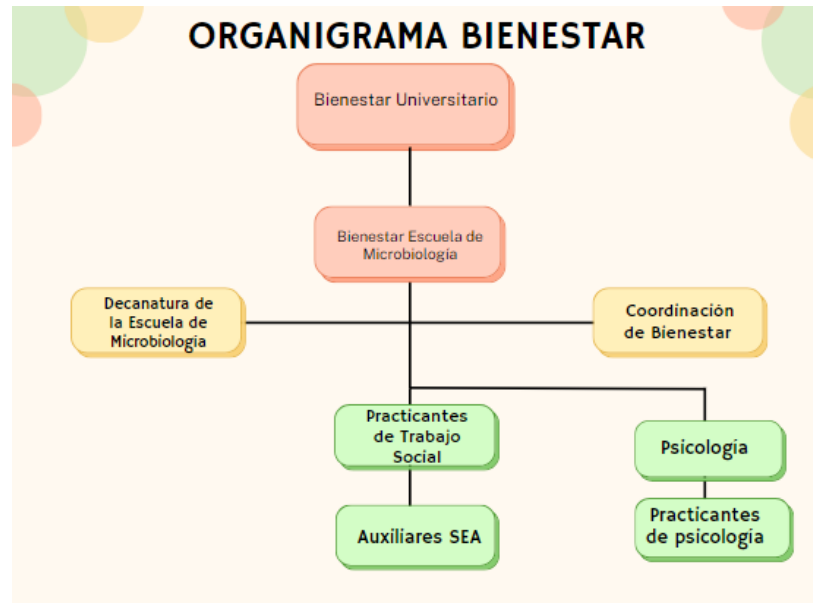 ORGANIGRAMA BIENESTAR
Bienestar Universitario
Bienestar Escuela de
Microbiología
Decanatura de
la Escuela de
Microbiología
Coordinación
de Bienestar
Practicantes
de Trabajo
Social
Psicología
Auxiliares SEA
Practicantes
de psicología